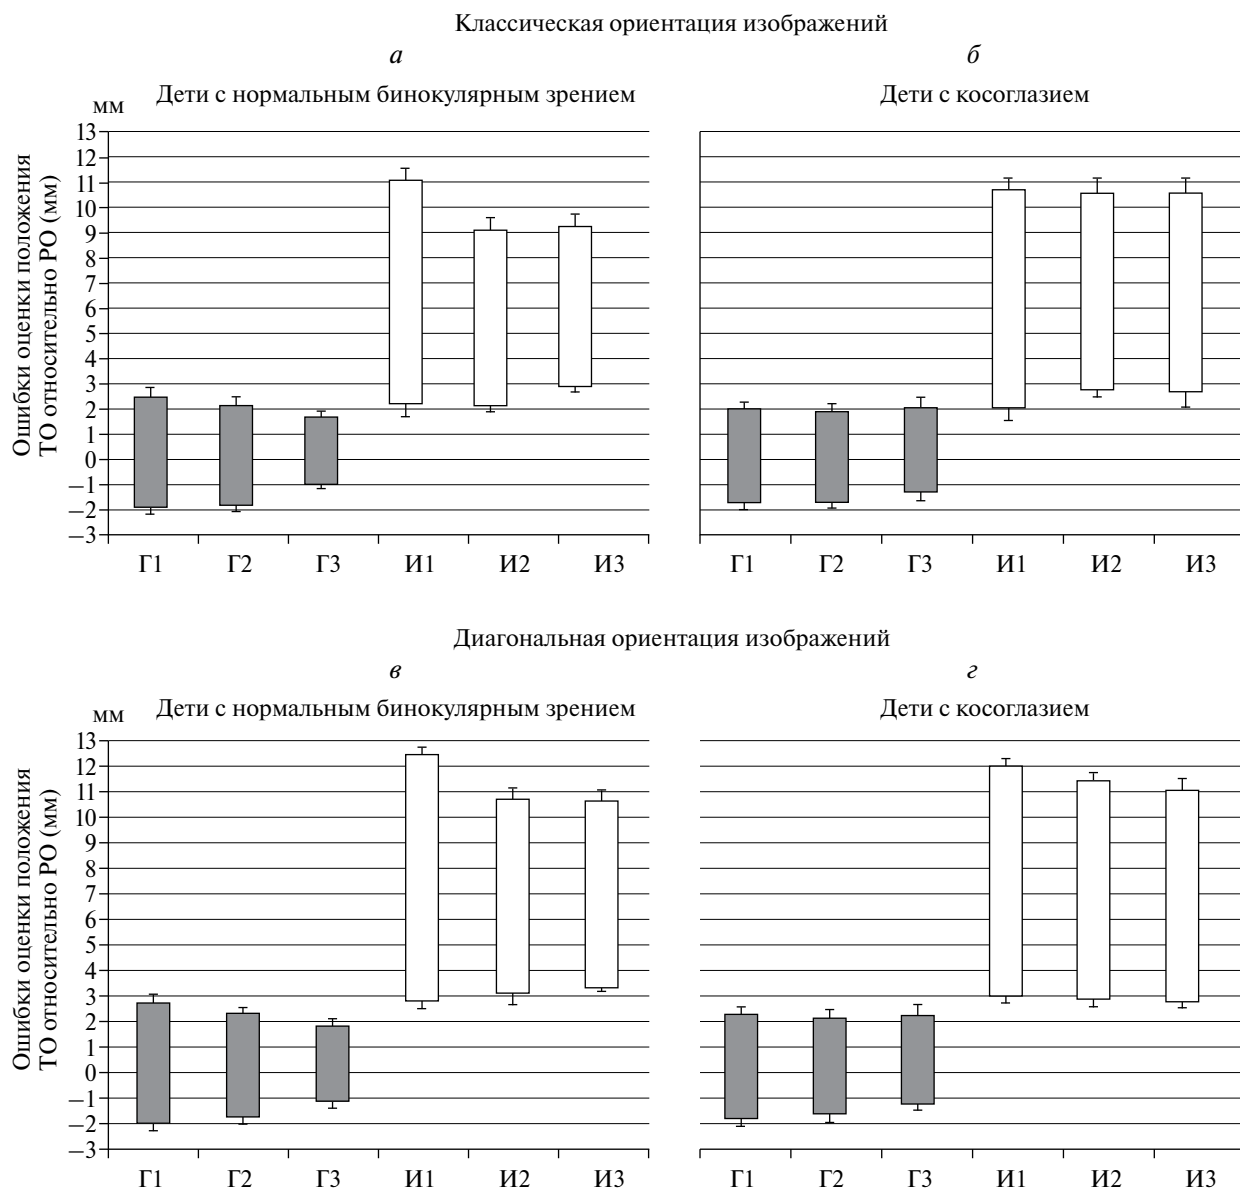 Классическая ориентация изображений
а
б
мм
Дети с нормальным бинокулярным зрением
Дети с косоглазием
Ошибки оценки положения
ТО относительно РО (мм)
13
12
11
10
9
8
7
6
5
4
3
2
1
0
–1
–2
–3
Г1 Г2 Г3 И1 И2 И3
Г1 Г2 Г3 И1 И2 И3
Диагональная ориентация изображений
в
г
мм
Дети с нормальным бинокулярным зрением
Дети с косоглазием
Ошибки оценки положения
ТО относительно РО (мм)
13
12
11
10
9
8
7
6
5
4
3
2
1
0
–1
–2
–3
Г1 Г2 Г3 И1 И2 И3
Г1 Г2 Г3 И1 И2 И3